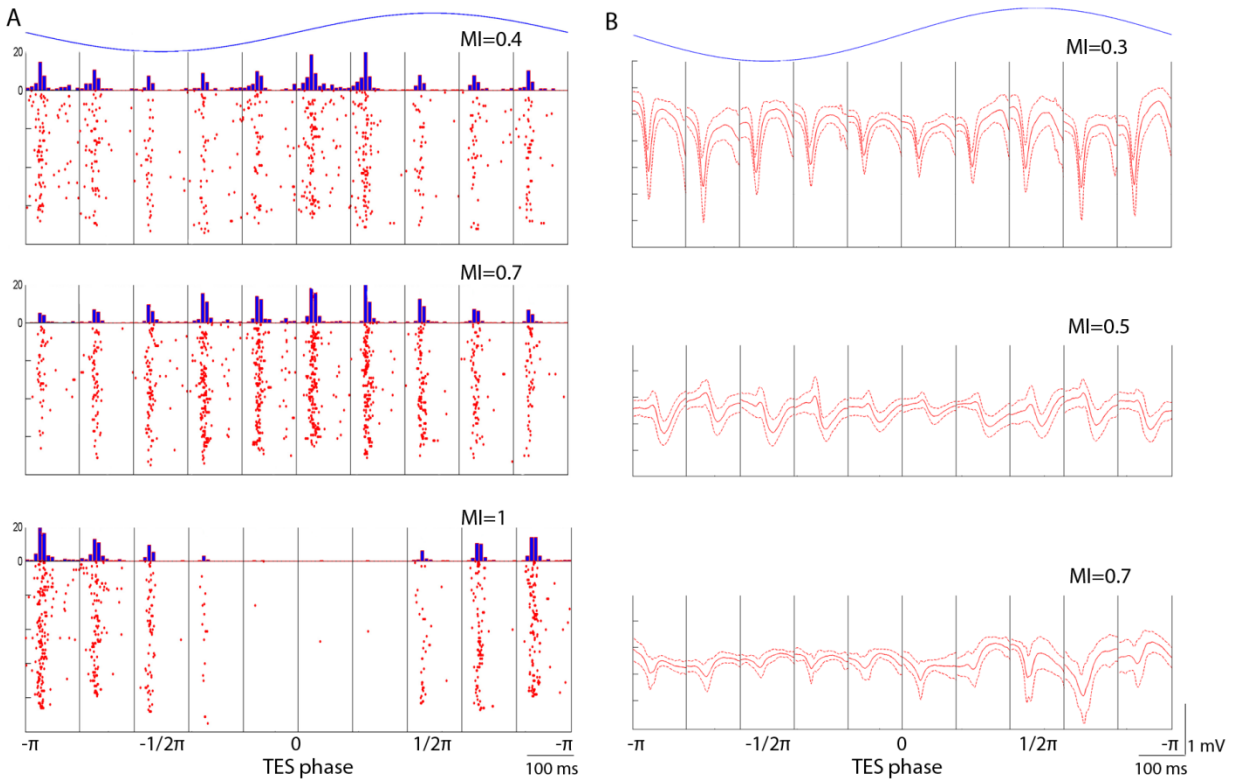 A
MI=0.4
20
0
MI=0.7
20
0
MI=1
20
0
-π -1/2π 0 1/2π -π
TES phase
100 ms
B
MI=0.3
MI=0.5
MI=0.7
-π -1/2π 0 1/2π -π
1 mV
TES phase
100 ms